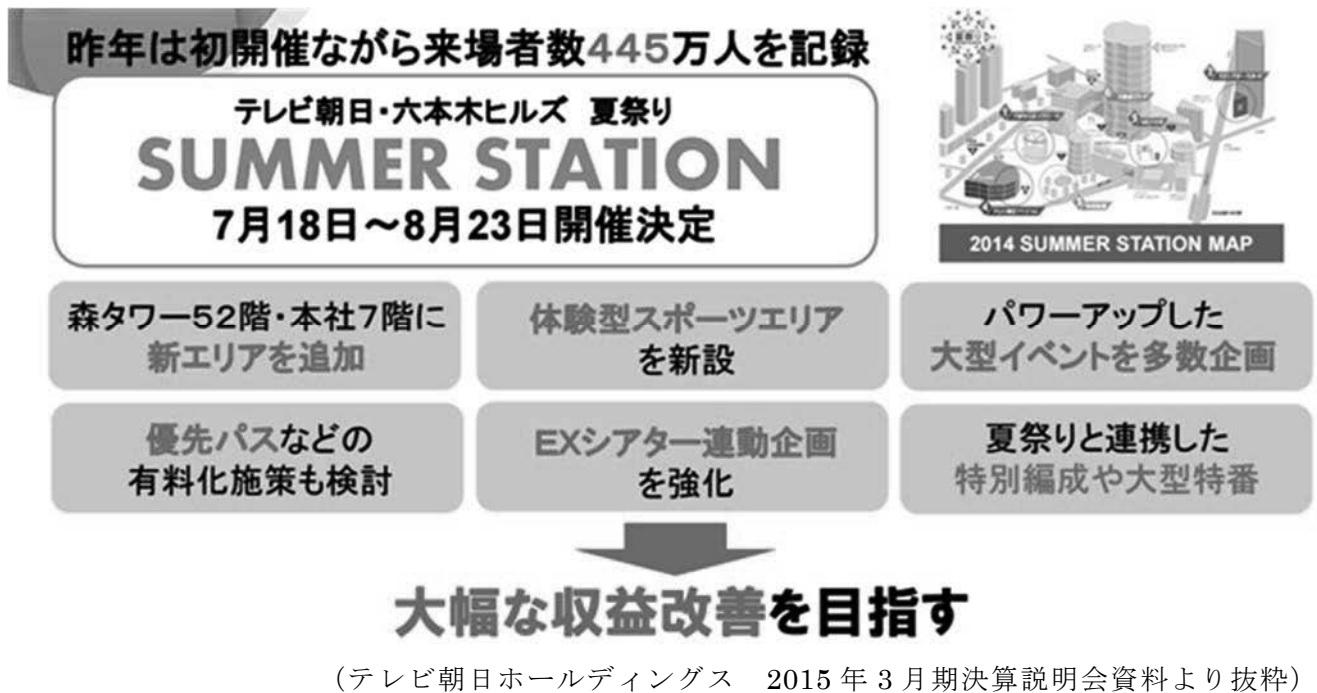 昨年は初開催ながら来場者数445万人を記録
テレビ朝日・六本木ヒルズ 夏祭り
SUMMER STATION
7月18日～8月23日開催決定
2014 SUMMER STATION MAP
森タワー52階・本社7階に
新エリアを追加
体験型スポーツエリア
を新設
パワーアップした
大型イベントを多数企画
優先パスなどの
有料化施策も検討
EXシアター連動企画
を強化
夏祭りと連携した
特別編成や大型特番
大幅な収益改善を目指す
（テレビ朝日ホールディングス　2015年3月期決算説明会資料より抜粋）